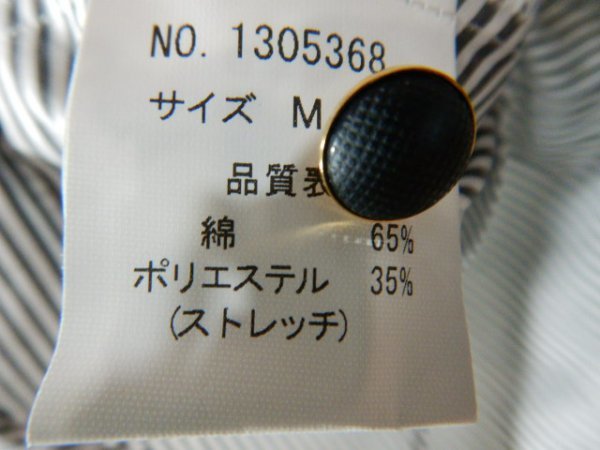 NO. 1305368
サイズ M
品質表
綿 65%
ポリエステル 35%
(ストレッチ)